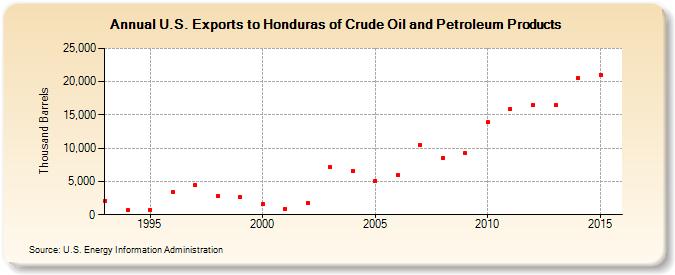 Annual U.S. Exports to Honduras of Crude Oil and Petroleum Products
Thousand Barrels
25,000
20,000
15,000
10,000
5,000
0
1995 2000 2005 2010 2015
Source: U.S. Energy Information Administration